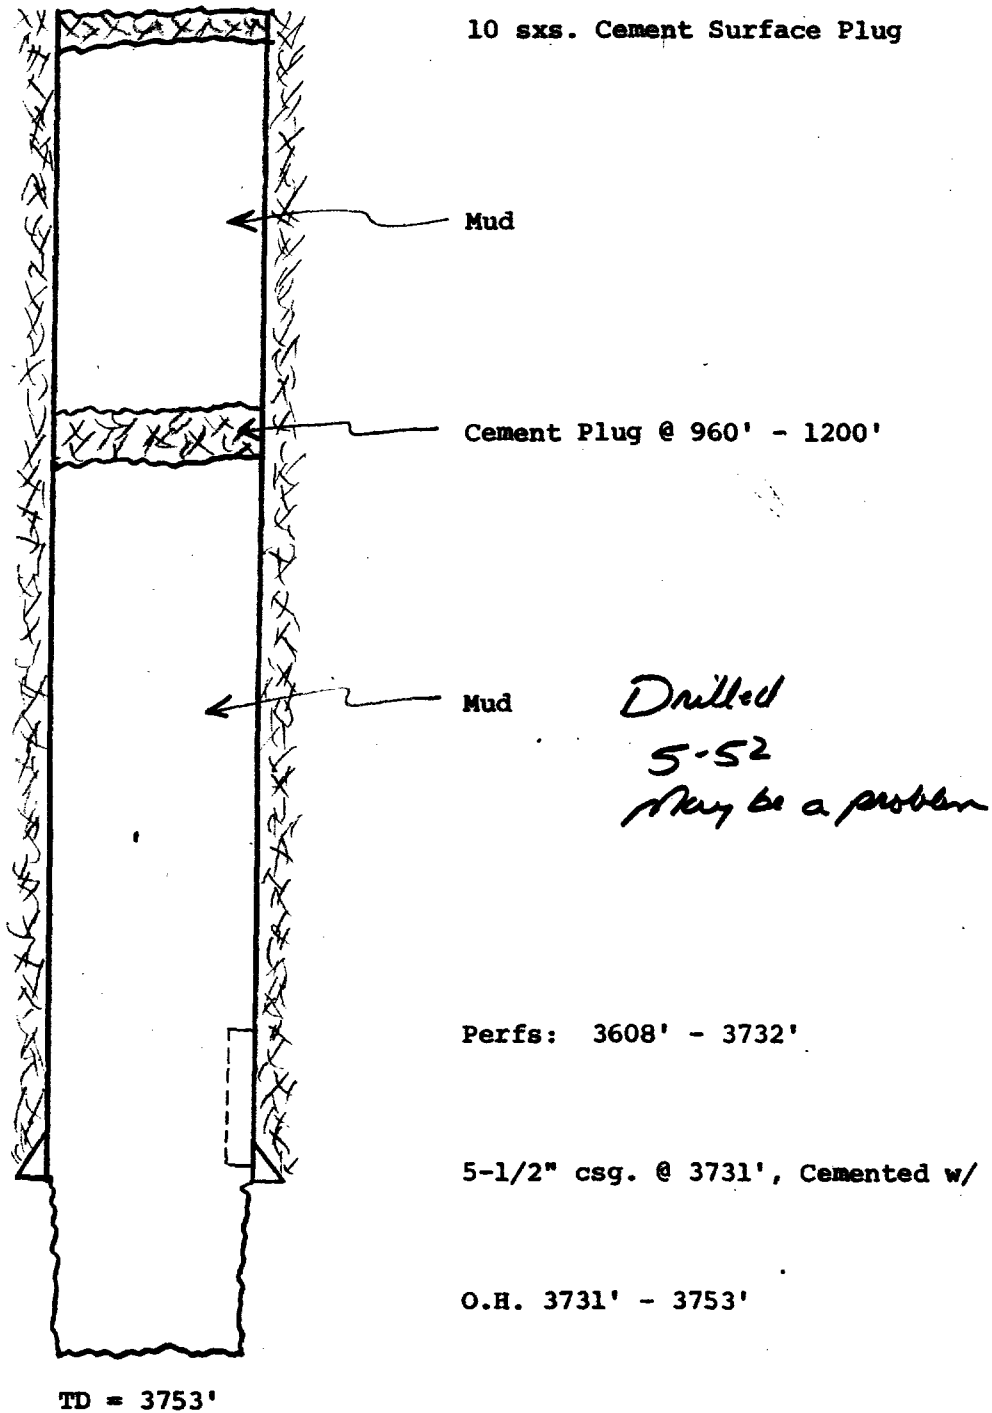 10 sxs. Cement Surface Plug
Mud
Cement Plug @ 960' - 1200'
Mud
Drilled
5-52
May be a problem
Perfs: 3608' - 3732'
5-1/2" csg. @ 3731', Cemented w/
O.H. 3731' - 3753'
TD = 3753'